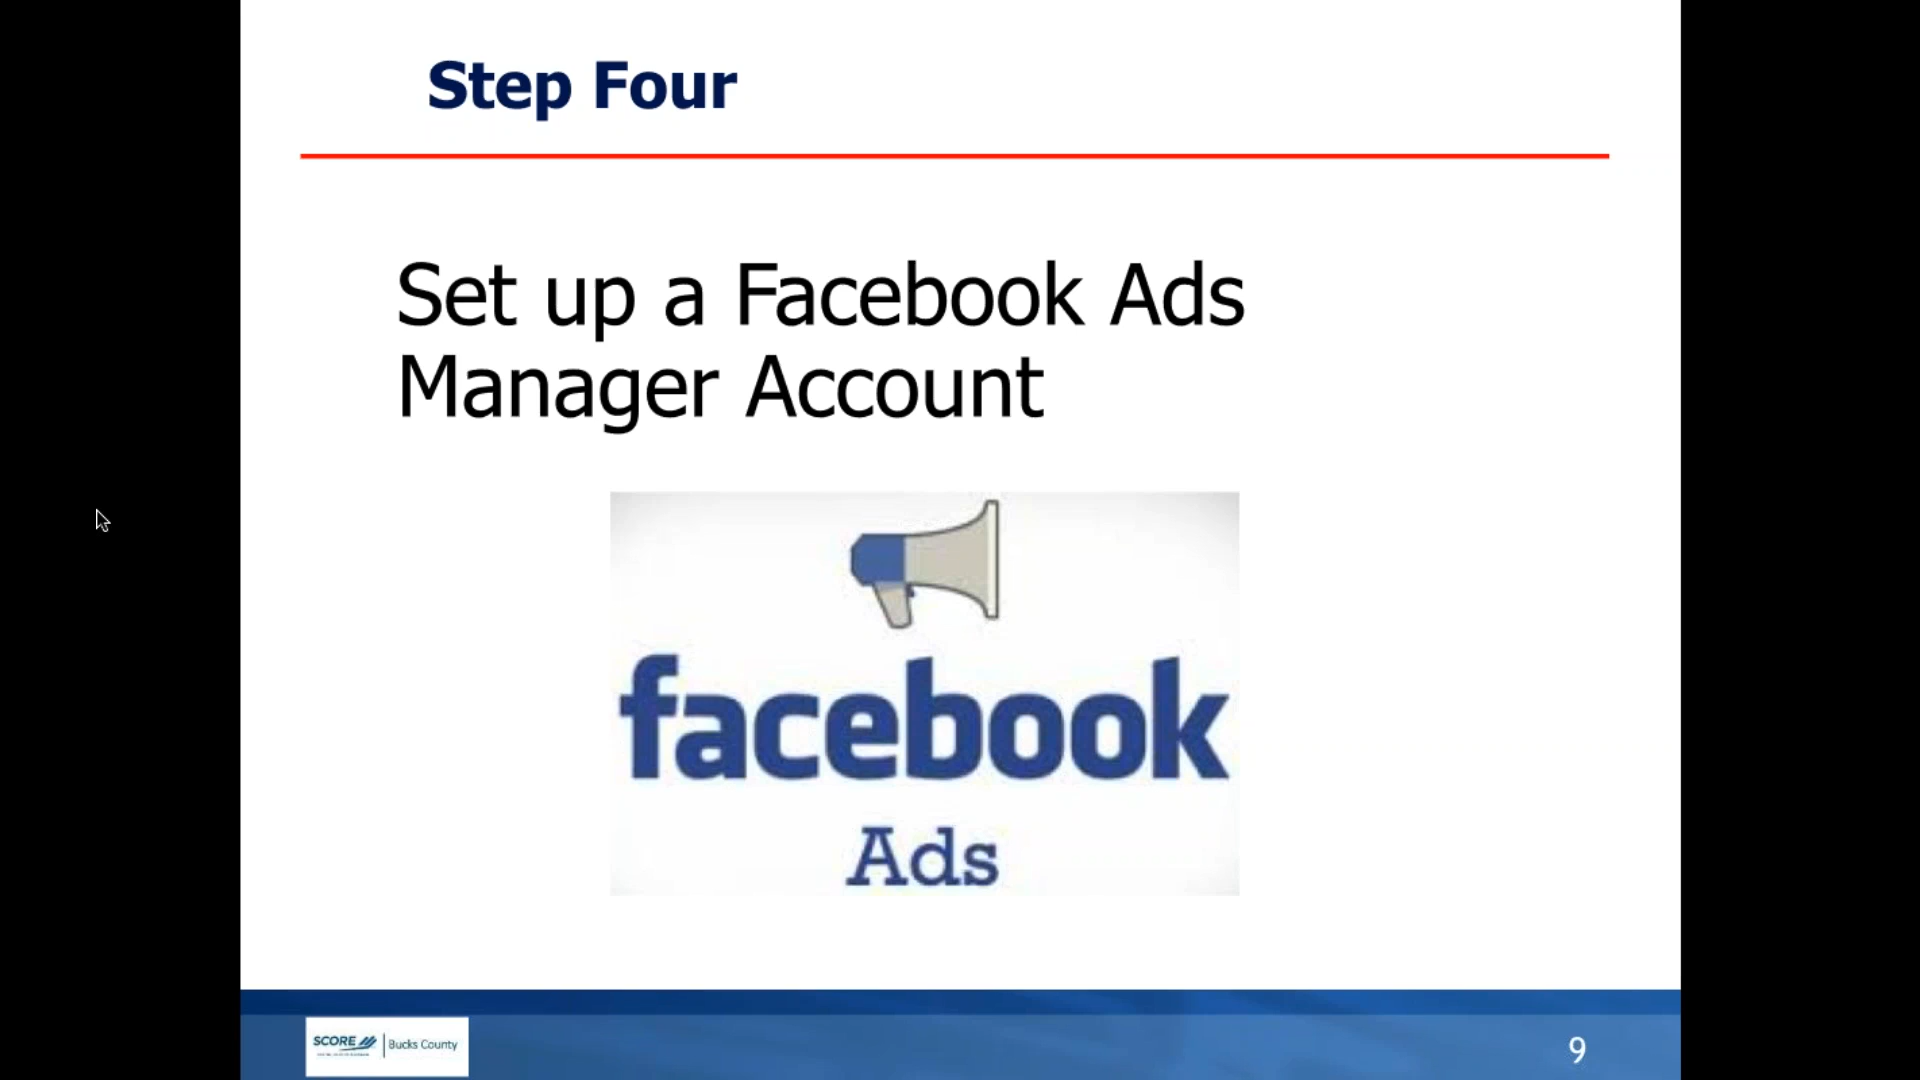 Step Four
Set up a Facebook Ads
Manager Account
facebook
Ads
SCORE
Bucks County
9